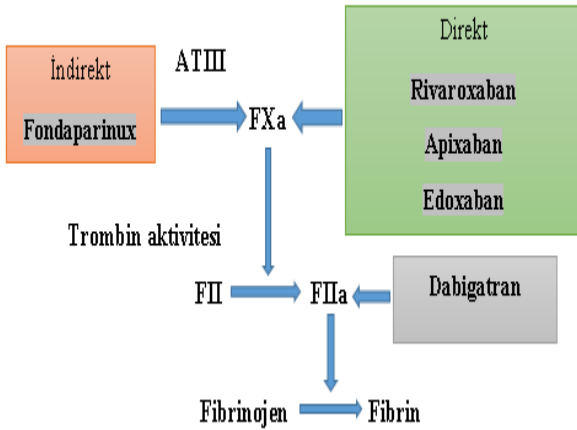 İndirekt
Fondaparinux
ATIII
FXa
Direkt
Rivaroxaban
Apixaban
Edoxaban
Trombin aktivitesi
FII
FIIa
Dabigatran
Fibrinojen
Fibrin